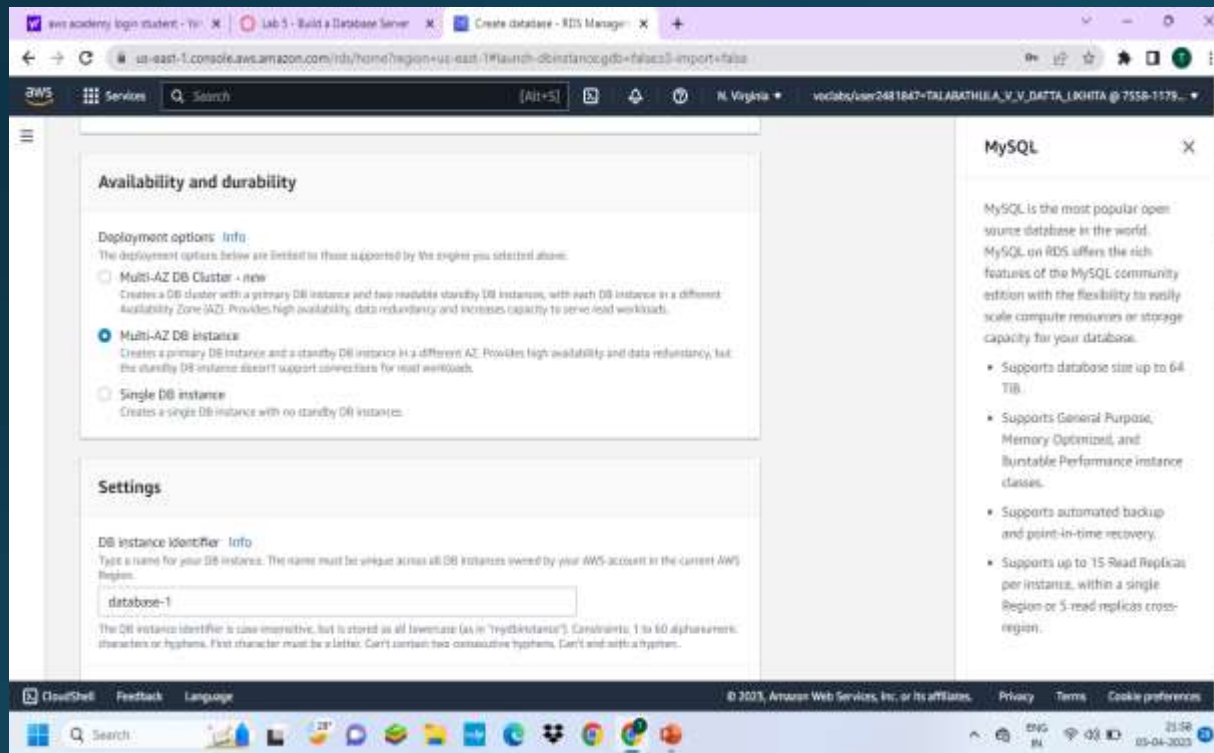 aws academy login student
Lab 5 - Build a Database Server
Create database - RDS Manager
us-east-1.console.aws.amazon.com/rds/home?region=us-east-1#launch-dbinstance:gdb=false;s3-import=false
aws
Services
Search
[Alt+S]
N. Virginia
voclabs/user2481847=TALABATHULA_V_V_DATTA_LIKHITA @ 7558-1179...
Availability and durability
Deployment options Info
The deployment options below are limited to those supported by the engine you selected above.
Multi-AZ DB Cluster - new
Creates a DB cluster with a primary DB instance and two readable standby DB instances, with each DB instance in a different
Availability Zone (AZ). Provides high availability, data redundancy and increases capacity to serve read workloads.
Multi-AZ DB instance
Creates a primary DB instance and a standby DB instance in a different AZ. Provides high availability and data redundancy, but
the standby DB instance doesn't support connections for read workloads.
Single DB instance
Creates a single DB instance with no standby DB instances.
Settings
DB instance identifier Info
Type a name for your DB instance. The name must be unique across all DB instances owned by your AWS account in the current AWS
Region.
database-1
The DB instance identifier is case-insensitive, but is stored as all lowercase (as in "mydbinstance"). Constraints: 1 to 60 alphanumeric
characters or hyphens. First character must be a letter. Can't contain two consecutive hyphens. Can't end with a hyphen.
MySQL
MySQL is the most popular open
source database in the world.
MySQL on RDS offers the rich
features of the MySQL community
edition with the flexibility to easily
scale compute resources or storage
capacity for your database.
• Supports database size up to 64
TiB.
• Supports General Purpose,
Memory Optimized, and
Burstable Performance instance
classes.
• Supports automated backup
and point-in-time recovery.
• Supports up to 15 Read Replicas
per instance, within a single
Region or 5 read replicas cross-
region.
CloudShell
Feedback
Language
© 2023, Amazon Web Services, Inc. or its affiliates.
Privacy
Terms
Cookie preferences
Search
28°
ENG
IN
21:58
03-04-2023